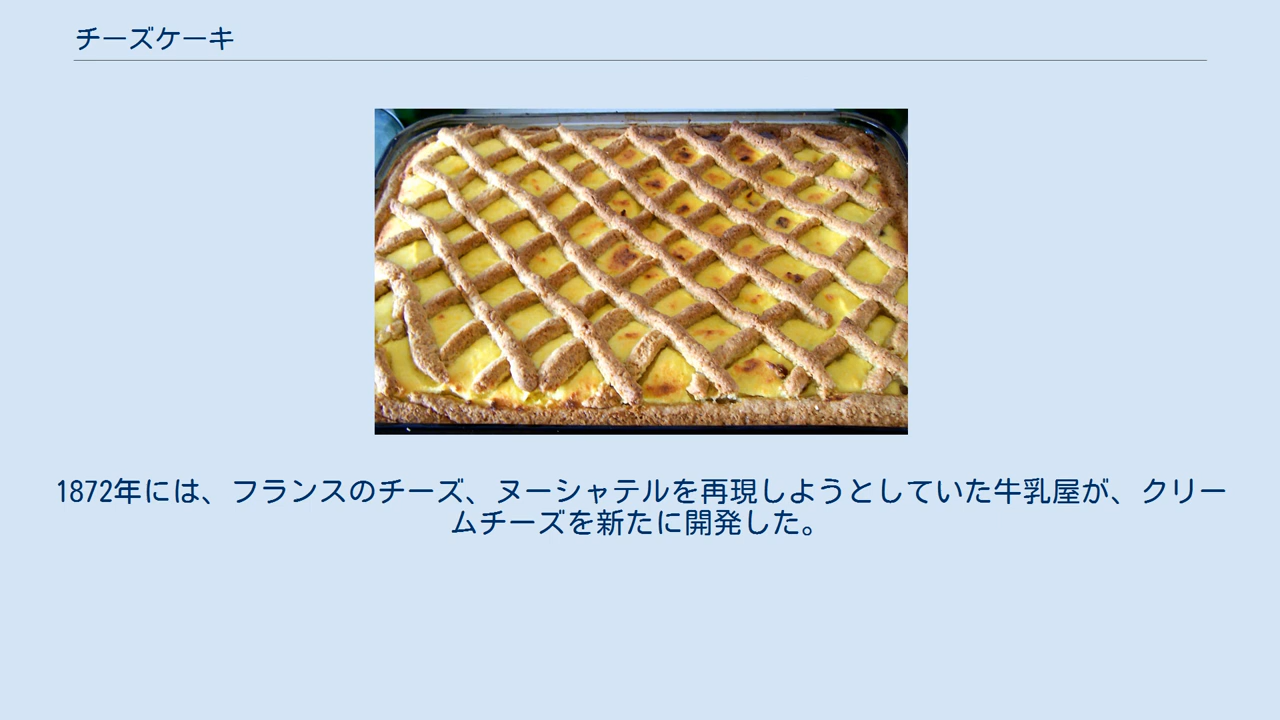 チーズケーキ
1872年には、フランスのチーズ、ヌーシャテルを再現しようとしていた牛乳屋が、クリー
ムチーズを新たに開発した。